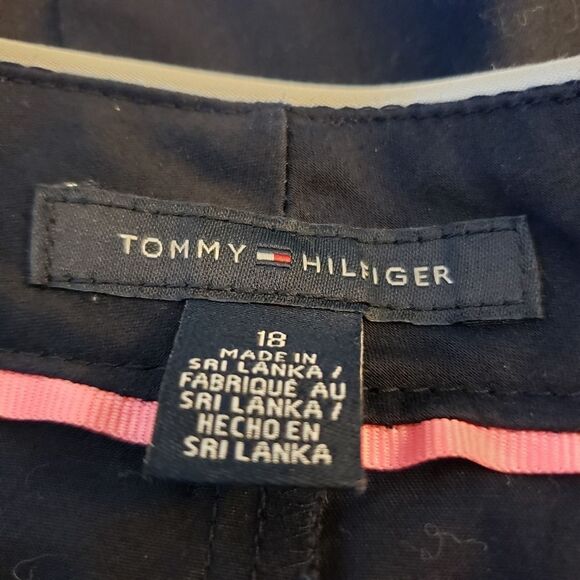 TOMMY HILFIGER
18
MADE IN
SRI LANKA /
FABRIQUÉ AU
SRI LANKA /
HECHO EN
SRI LANKA